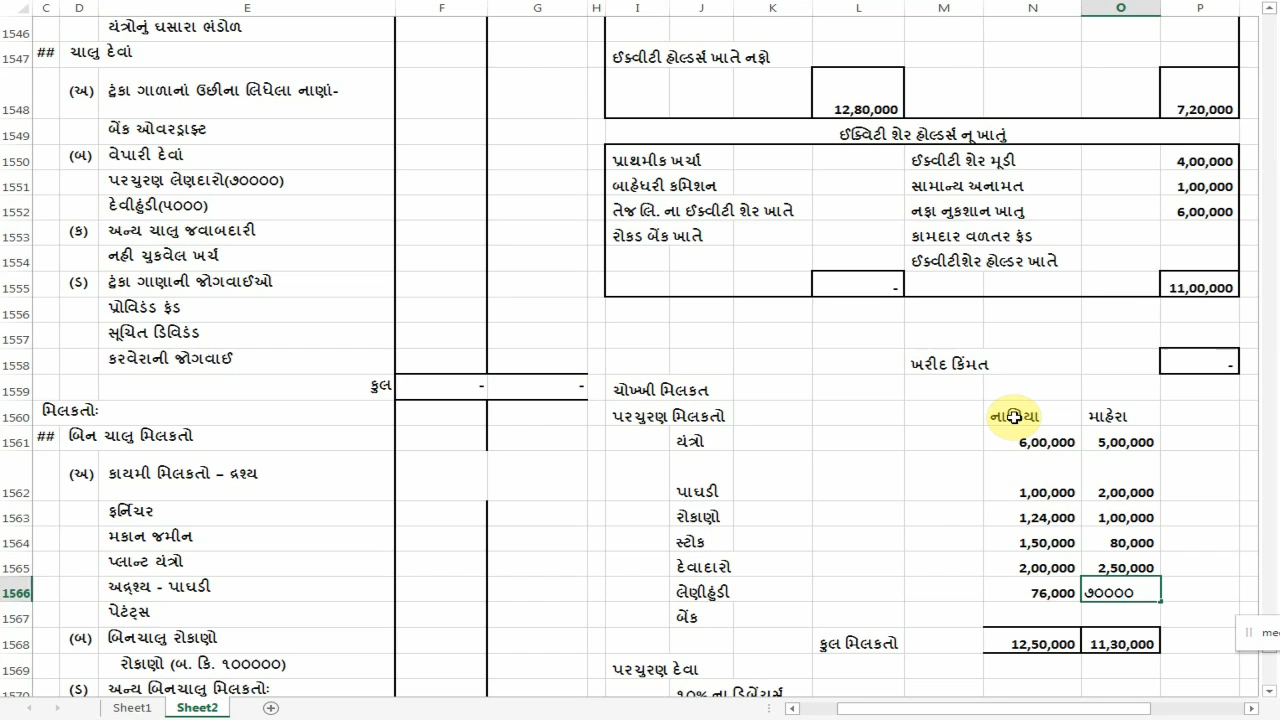 C D E F G H I J K L M N O P
1546 યંત્રોનું ઘસારા ભંડોળ
1547 ## ચાલુ દેવાં ઈક્વીટી હોલ્ડર્સ ખાતે નફો
1548 (અ) ટુંકા ગાળાનાં ઉછીના લિધેલા નાણાં- 12,80,000 7,20,000
1549 બેંક ઓવરડ્રાફ્ટ ઈક્વિટી શેર હોલ્ડર્સ નૂ ખાતું
1550 (બ) વેપારી દેવાં પ્રાથમીક ખર્ચા ઈક્વીટી શેર મૂડી 4,00,000
1551 પરચુરણ લેણદારો(૭૦૦૦૦) બાહેધરી કમિશન સામાન્ય અનામત 1,00,000
1552 દેવીહુંડી(૫૦૦૦) તેજ લિ. ના ઈક્વીટી શેર ખાતે નફા નુકશાન ખાતુ 6,00,000
1553 (ક) અન્ય ચાલુ જવાબદારી રોકડ બેંક ખાતે કામદાર વળતર ફંડ
1554 નહી ચુકવેલ ખર્ચ ઈક્વીટીશેર હોલ્ડર ખાતે
1555 (ડ) ટુંકા ગાણાની જોગવાઈઓ - 11,00,000
1556 પ્રોવિડંડ ફંડ
1557 સૂચિત ડિવિડંડ
1558 કરવેરાની જોગવાઈ ખરીદ કિંમત -
1559 કુલ - - ચોખ્ખી મિલકત
1560 મિલકતોઃ પરચુરણ મિલકતો માહેરા
1561 ## બિન ચાલુ મિલકતો યંત્રો 6,00,000 5,00,000
1562 (અ) કાયમી મિલકતો – દ્રશ્ય પાઘડી 1,00,000 2,00,000
1563 ફર્નિચર રોકાણો 1,24,000 1,00,000
1564 મકાન જમીન સ્ટોક 1,50,000 80,000
1565 પ્લાન્ટ યંત્રો દેવાદારો 2,00,000 2,50,000
1566 અદ્રશ્ય - પાઘડી લેણીહુંડી 76,000 ૭૦૦૦૦
1567 પેટંટ્સ બેંક
1568 (બ) બિનચાલુ રોકાણો કુલ મિલકતો 12,50,000 11,30,000
1569 રોકાણો (બ. કિ. ૧૦૦૦૦૦) પરચુરણ દેવા
1570 (ડ) અન્ય બિનચાલુ મિલકતોઃ ૧0% ના ડિબેંચર્સ
Sheet1 Sheet2